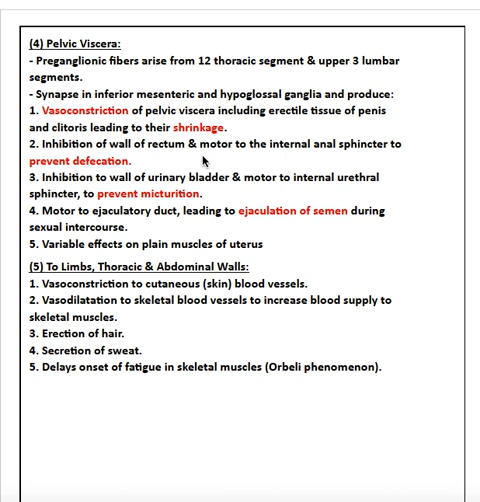 (4) Pelvic Viscera:
- Preganglionic fibers arise from 12 thoracic segment & upper 3 lumbar
segments.
- Synapse in inferior mesenteric and hypoglossal ganglia and produce:
1. Vasoconstriction of pelvic viscera including erectile tissue of penis
and clitoris leading to their shrinkage.
2. Inhibition of wall of rectum & motor to the internal anal sphincter to
prevent defecation.
3. Inhibition to wall of urinary bladder & motor to internal urethral
sphincter, to prevent micturition.
4. Motor to ejaculatory duct, leading to ejaculation of semen during
sexual intercourse.
5. Variable effects on plain muscles of uterus
(5) To Limbs, Thoracic & Abdominal Walls:
1. Vasoconstriction to cutaneous (skin) blood vessels.
2. Vasodilatation to skeletal blood vessels to increase blood supply to
skeletal muscles.
3. Erection of hair.
4. Secretion of sweat.
5. Delays onset of fatigue in skeletal muscles (Orbeli phenomenon).